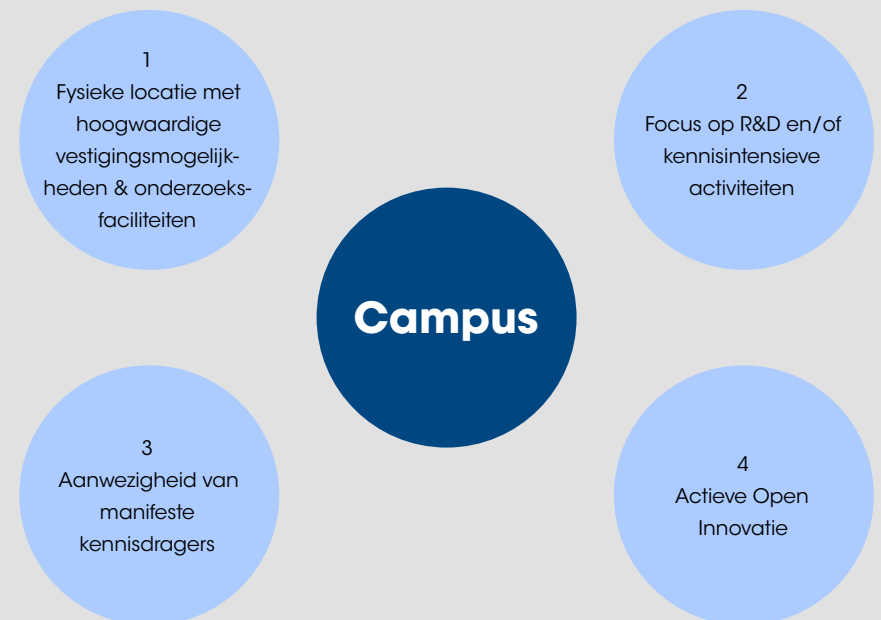 1
Fysieke locatie met
hoogwaardige
vestigingsmogelijk-
heden & onderzoeks-
faciliteiten
2
Focus op R&D en/of
kennisintensieve
activiteiten
Campus
3
Aanwezigheid van
manifeste
kennisdragers
4
Actieve Open
Innovatie